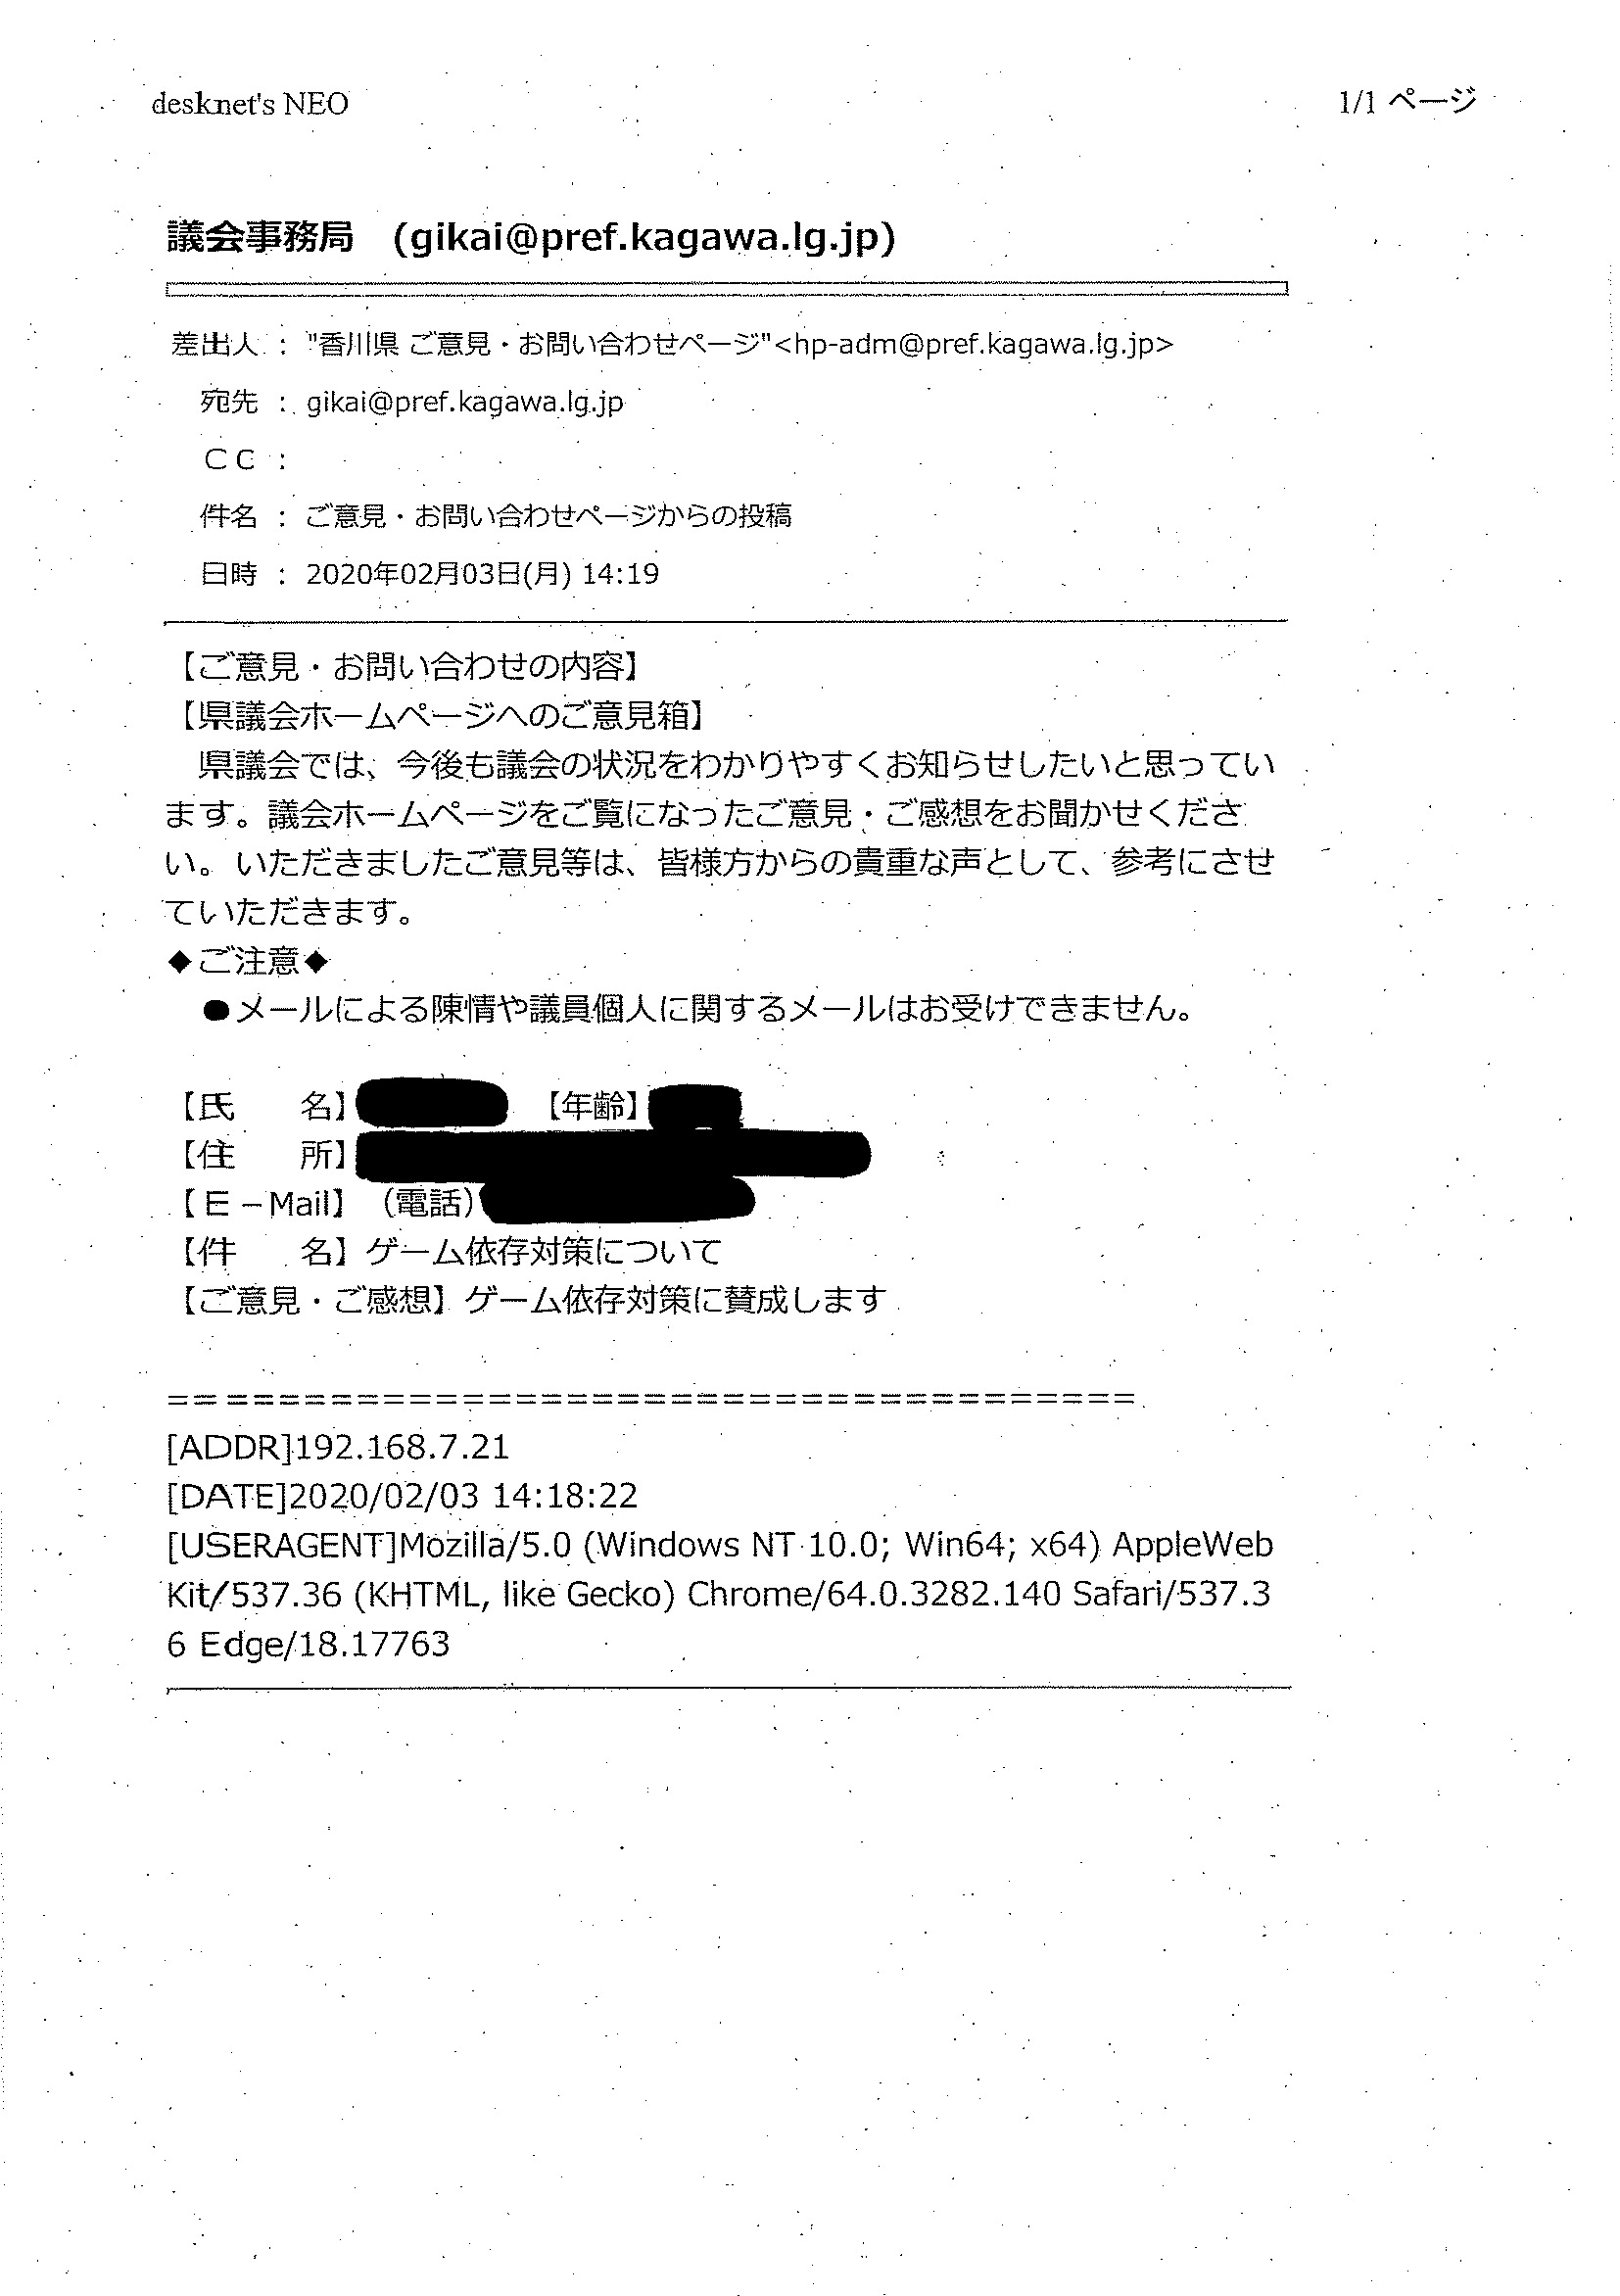 desknet's NEO 1/1 ページ
議会事務局 (gikai@pref.kagawa.lg.jp)
差出人 : "香川県 ご意見・お問い合わせページ"<hp-adm@pref.kagawa.lg.jp>
宛先 : gikai@pref.kagawa.lg.jp
ＣＣ :
件名 : ご意見・お問い合わせページからの投稿
日時 : 2020年02月03日(月) 14:19
【ご意見・お問い合わせの内容】
【県議会ホームページへのご意見箱】
県議会では、今後も議会の状況をわかりやすくお知らせしたいと思ってい
ます。議会ホームページをご覧になったご意見・ご感想をお聞かせくださ
い。いただきましたご意見等は、皆様方からの貴重な声として、参考にさせ
ていただきます。
◆ご注意◆
●メールによる陳情や議員個人に関するメールはお受けできません。
【氏　　名】 【年齢】
【住　　所】
【Ｅ－Mail】（電話）
【件　　名】ゲーム依存対策について
【ご意見・ご感想】ゲーム依存対策に賛成します
=====================================
[ADDR]192.168.7.21
[DATE]2020/02/03 14:18:22
[USERAGENT]Mozilla/5.0 (Windows NT 10.0; Win64; x64) AppleWeb
Kit/537.36 (KHTML, like Gecko) Chrome/64.0.3282.140 Safari/537.3
6 Edge/18.17763